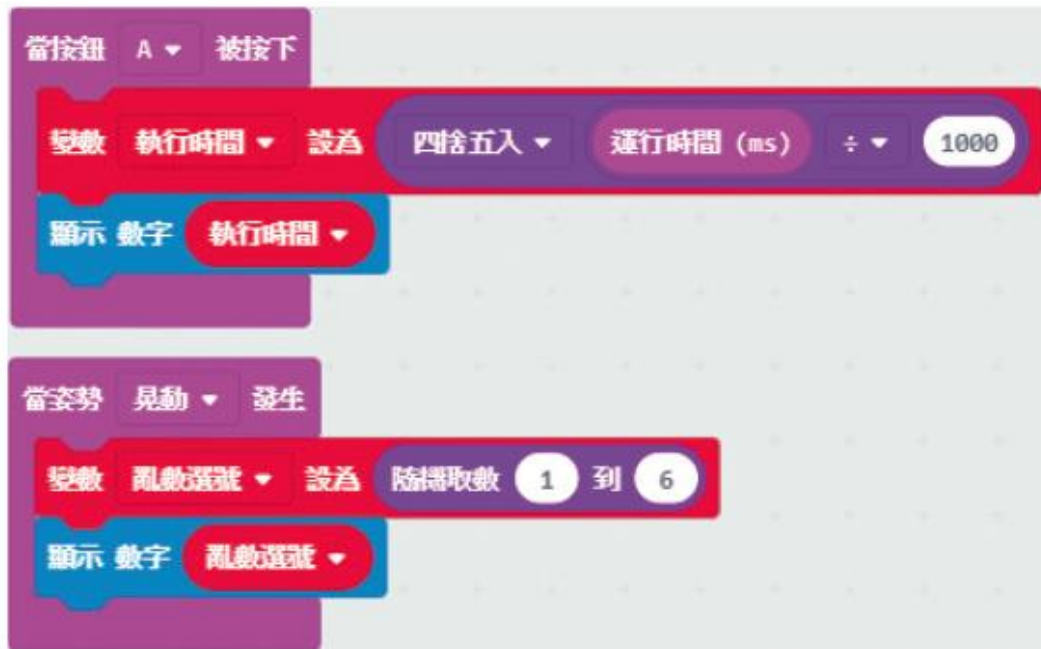 當按鈕 A 被按下
變數 執行時間 設為 四捨五入 運行時間 (ms) ÷ 1000
顯示 數字 執行時間
當姿勢 晃動 發生
變數 亂數選號 設為 隨機取數 1 到 6
顯示 數字 亂數選號